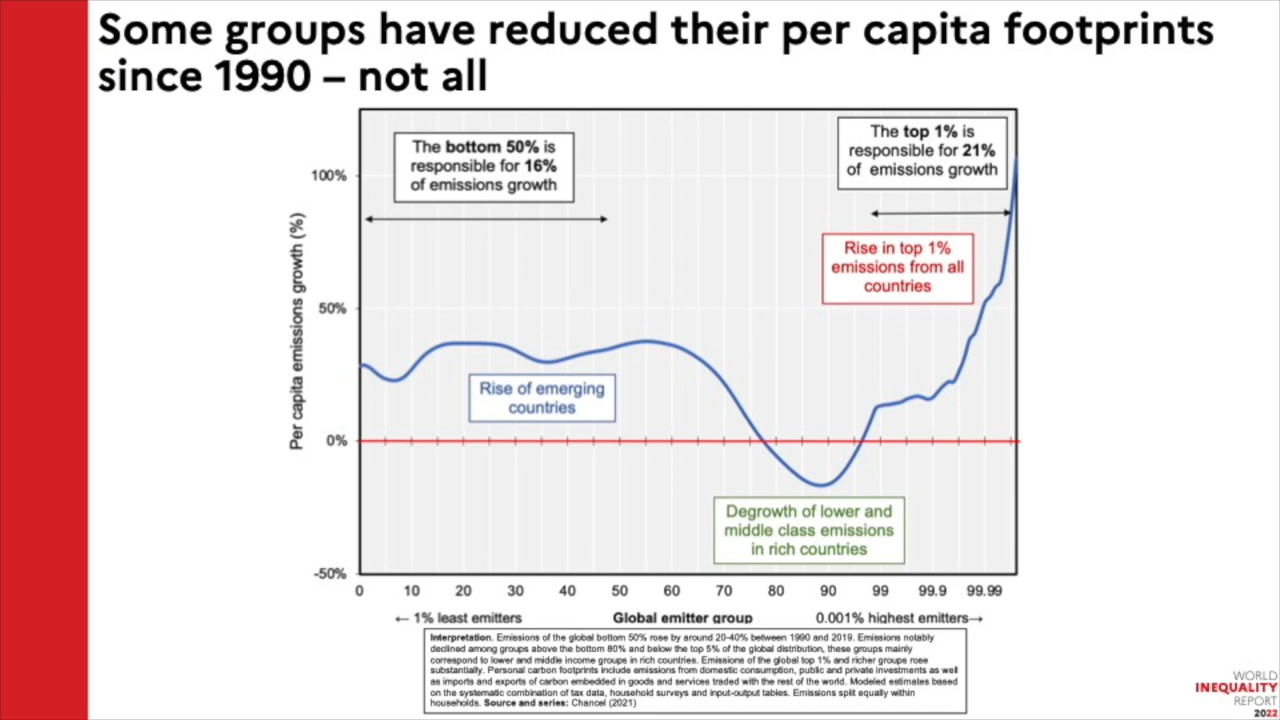 Some groups have reduced their per capita footprints
since 1990 – not all
The bottom 50% is
responsible for 16%
of emissions growth
The top 1% is
responsible for 21%
of emissions growth
Rise in top 1%
emissions from all
countries
Rise of emerging
countries
Degrowth of lower and
middle class emissions
in rich countries
Per capita emissions growth (%)
100%
50%
0%
-50%
0 10 20 30 40 50 60 70 80 90 99 99.9 99.99
← 1% least emitters Global emitter group 0.001% highest emitters→
Interpretation. Emissions of the global bottom 50% rose by around 20-40% between 1990 and 2019. Emissions notably
declined among groups above the bottom 80% and below the top 5% of the global distribution, these groups mainly
correspond to lower and middle income groups in rich countries. Emissions of the global top 1% and richer groups rose
substantially. Personal carbon footprints include emissions from domestic consumption, public and private investments as well
as imports and exports of carbon embedded in goods and services traded with the rest of the world. Modeled estimates based
on the systematic combination of tax data, household surveys and input-output tables. Emissions split equally within
households. Source and series: Chancel (2021)
WORLD
INEQUALITY
REPORT
2022